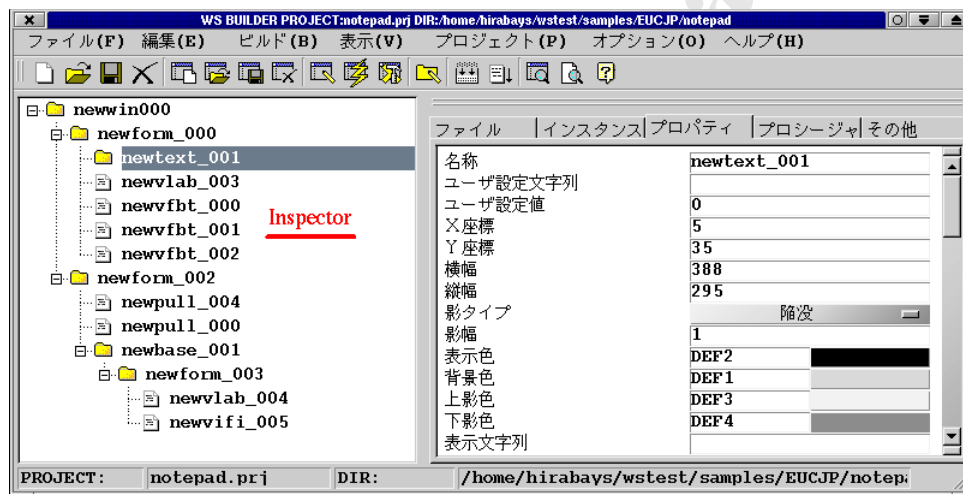 WS BUILDER PROJECT:notepad.prj DIR:/home/hirabays/wstest/samples/EUCJP/notepad
ファイル(F) 編集(E) ビルド(B) 表示(V) プロジェクト(P) オプション(O) ヘルプ(H)
newwin000
newform_000
newtext_001
newvlab_003
newvfbt_000
newvfbt_001
newvfbt_002
newform_002
newpull_004
newpull_000
newbase_001
newform_003
newvlab_004
newvifi_005
Inspector
ファイル インスタンス プロパティ プロシージャ その他
名称 newtext_001
ユーザ設定文字列
ユーザ設定値 0
X座標 5
Y座標 35
横幅 388
縦幅 295
影タイプ 陥没
影幅 1
表示色 DEF2
背景色 DEF1
上影色 DEF3
下影色 DEF4
表示文字列
PROJECT: notepad.prj DIR: /home/hirabays/wstest/samples/EUCJP/notep